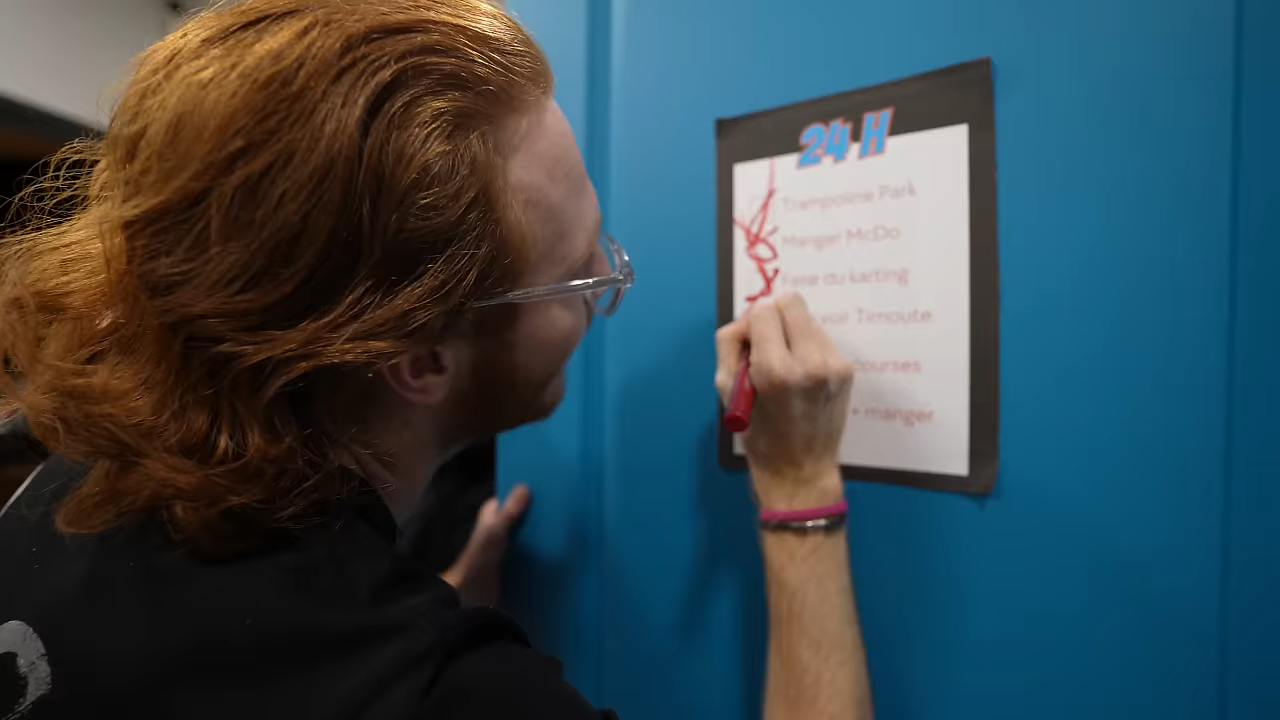 24 H
Trampoline Park
Manger McDo
Faire du karting
voir Timoute
courses
+ manger